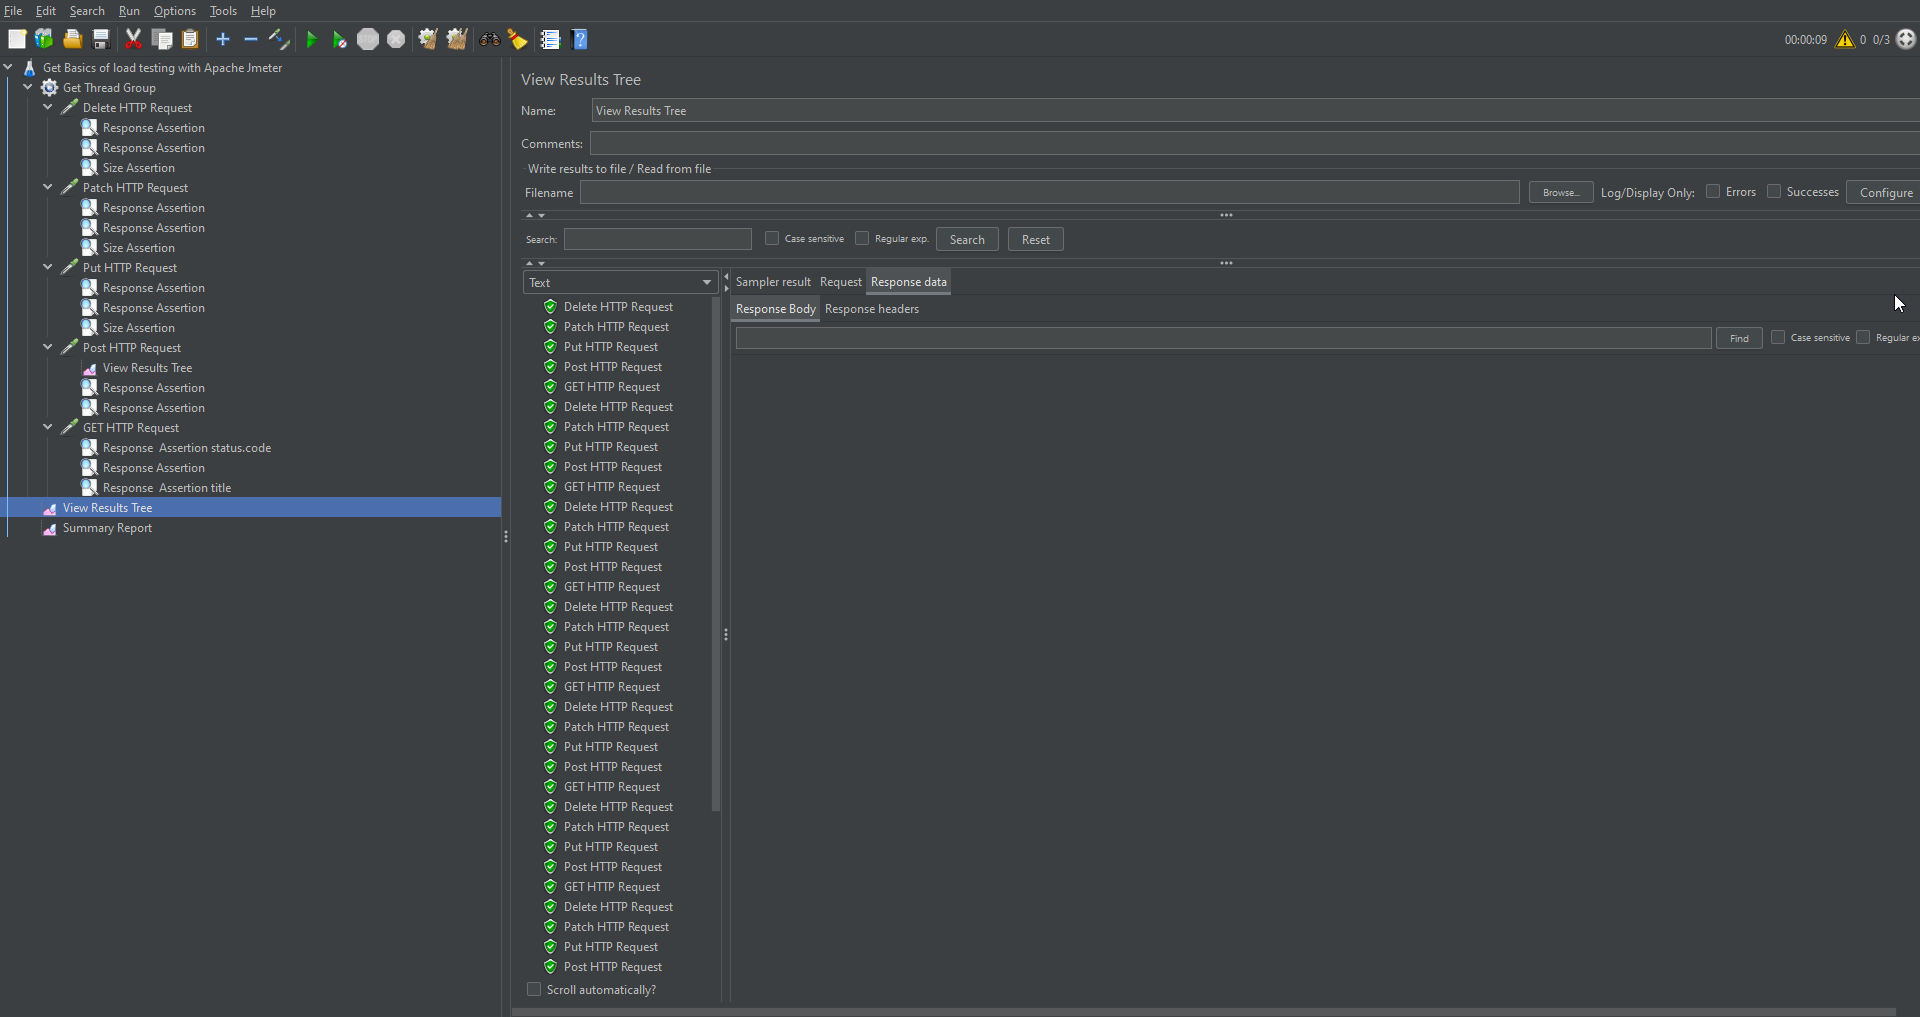 File Edit Search Run Options Tools Help
00:00:09 0 0/3
Get Basics of load testing with Apache Jmeter
Get Thread Group
Delete HTTP Request
Response Assertion
Response Assertion
Size Assertion
Patch HTTP Request
Response Assertion
Response Assertion
Size Assertion
Put HTTP Request
Response Assertion
Response Assertion
Size Assertion
Post HTTP Request
View Results Tree
Response Assertion
Response Assertion
GET HTTP Request
Response Assertion status.code
Response Assertion
Response Assertion title
View Results Tree
Summary Report
View Results Tree
Name: View Results Tree
Comments:
Write results to file / Read from file
Filename Browse... Log/Display Only: Errors Successes Configure
Search: Case sensitive Regular exp. Search Reset
Text
Delete HTTP Request
Patch HTTP Request
Put HTTP Request
Post HTTP Request
GET HTTP Request
Delete HTTP Request
Patch HTTP Request
Put HTTP Request
Post HTTP Request
GET HTTP Request
Delete HTTP Request
Patch HTTP Request
Put HTTP Request
Post HTTP Request
GET HTTP Request
Delete HTTP Request
Patch HTTP Request
Put HTTP Request
Post HTTP Request
GET HTTP Request
Delete HTTP Request
Patch HTTP Request
Put HTTP Request
Post HTTP Request
GET HTTP Request
Delete HTTP Request
Patch HTTP Request
Put HTTP Request
Post HTTP Request
GET HTTP Request
Delete HTTP Request
Patch HTTP Request
Put HTTP Request
Post HTTP Request
Scroll automatically?
Sampler result Request Response data
Response Body Response headers
Find Case sensitive Regular ex